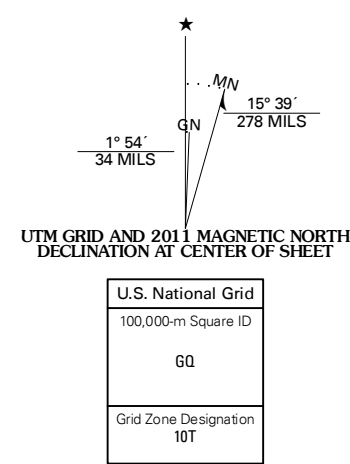 MN
15° 39´
278 MILS
GN
1° 54´
34 MILS
UTM GRID AND 2011 MAGNETIC NORTH
DECLINATION AT CENTER OF SHEET
U.S. National Grid
100,000-m Square ID
GQ
Grid Zone Designation
10T